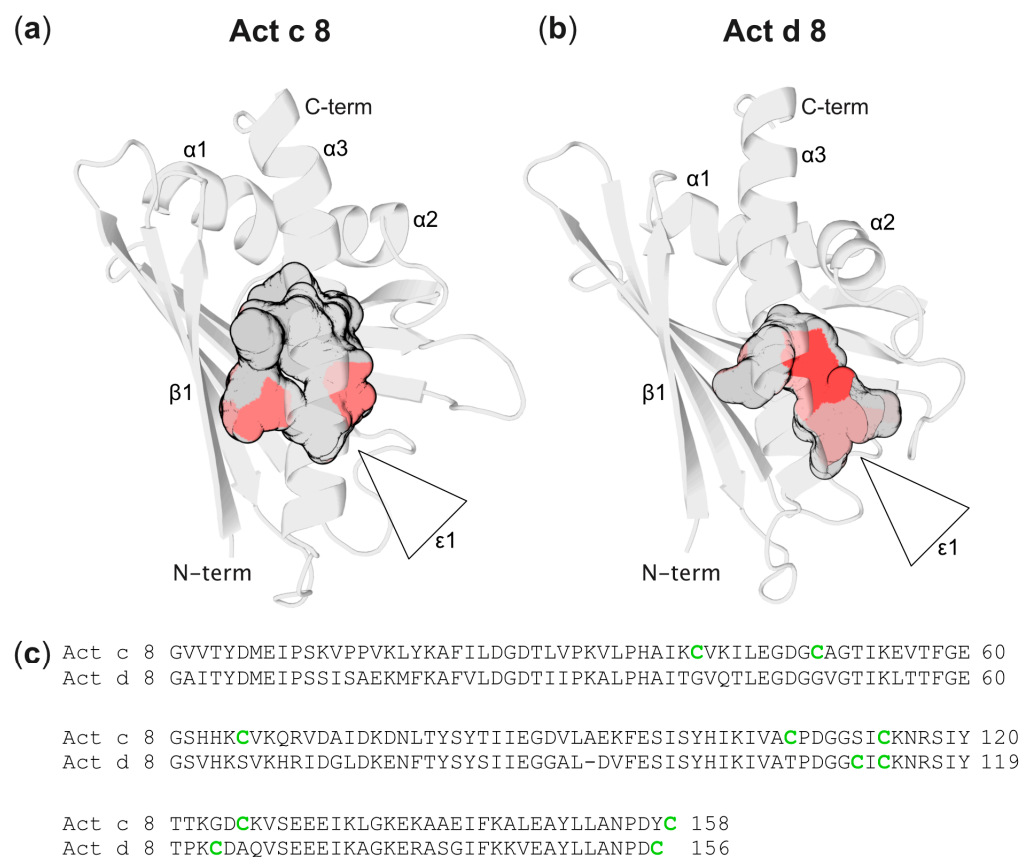 (a) Act c 8
(b) Act d 8
C-term
α1
α3
α2
β1
ε1
N-term
C-term
α1
α3
α2
β1
ε1
N-term
(c) Act c 8 GVVTYDMEIPSKVPPVKLYKAFILDGDTLVPKVLPHAIKCVKILEGDGCAGTIKEVTFGE 60
Act d 8 GAITYDMEIPSSISAEKMFKAFVLDGDTIIPKALPHAITGVQTLEGDGGVGTIKLTTFGE 60
Act c 8 GSHHKCVKQRVDAIDKDNLTYSYTIIEGDVLAEKFESISYHIKIVACPDGGSICKNRSIY 120
Act d 8 GSVHKSVKHRIDGLDKENFTYSYSIIEGGAL-DVFESISYHIKIVATPDGGCICKNRSIY 119
Act c 8 TTKGDCKVSEEEIKLGKEKAAEIFKALEAYLLANPDYC 158
Act d 8 TPKCDAQVSEEEIKAGKERASGIFKKVEAYLLANPDC 156